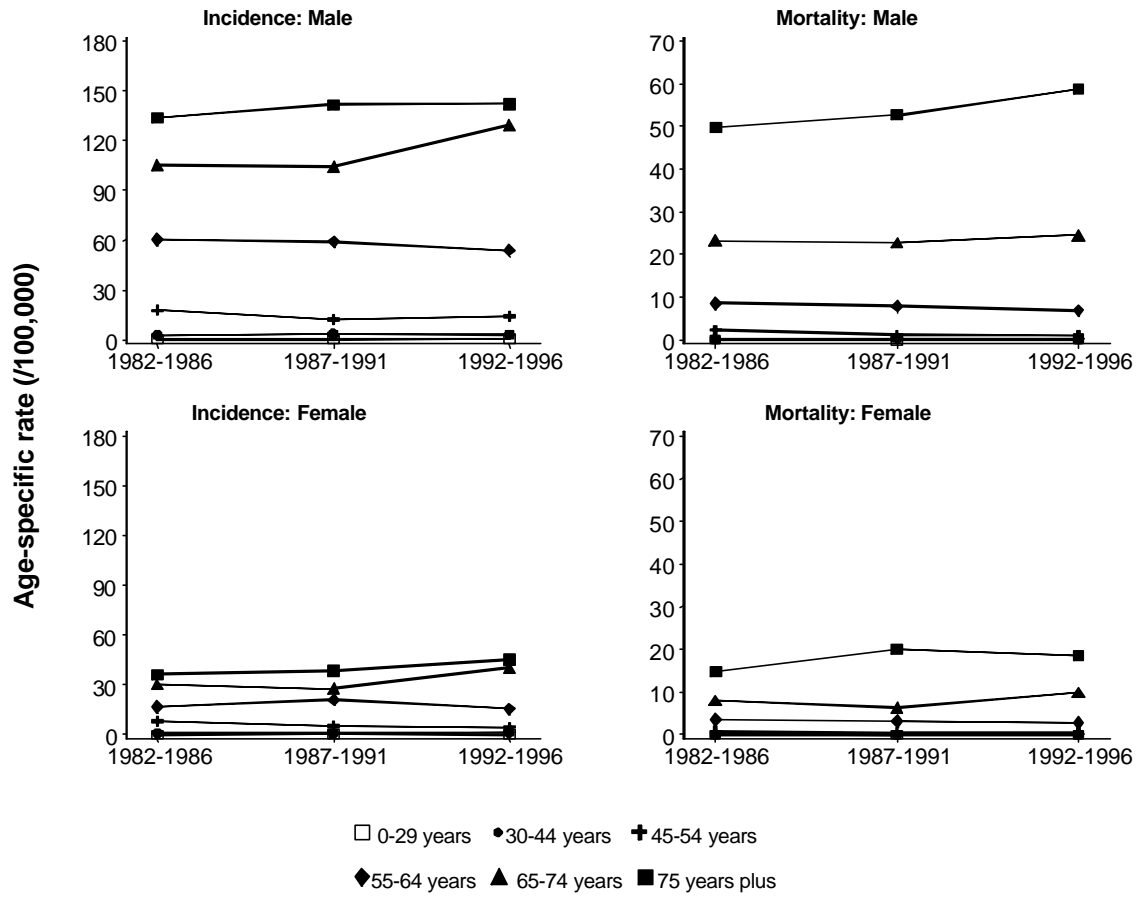 Incidence: Male
180
150
120
90
60
30
0
1982-1986 1987-1991 1992-1996
Mortality: Male
70
60
50
40
30
20
10
0
1982-1986 1987-1991 1992-1996
Age-specific rate (/100,000)
Incidence: Female
180
150
120
90
60
30
0
1982-1986 1987-1991 1992-1996
Mortality: Female
70
60
50
40
30
20
10
0
1982-1986 1987-1991 1992-1996
0-29 years 30-44 years 45-54 years
55-64 years 65-74 years 75 years plus